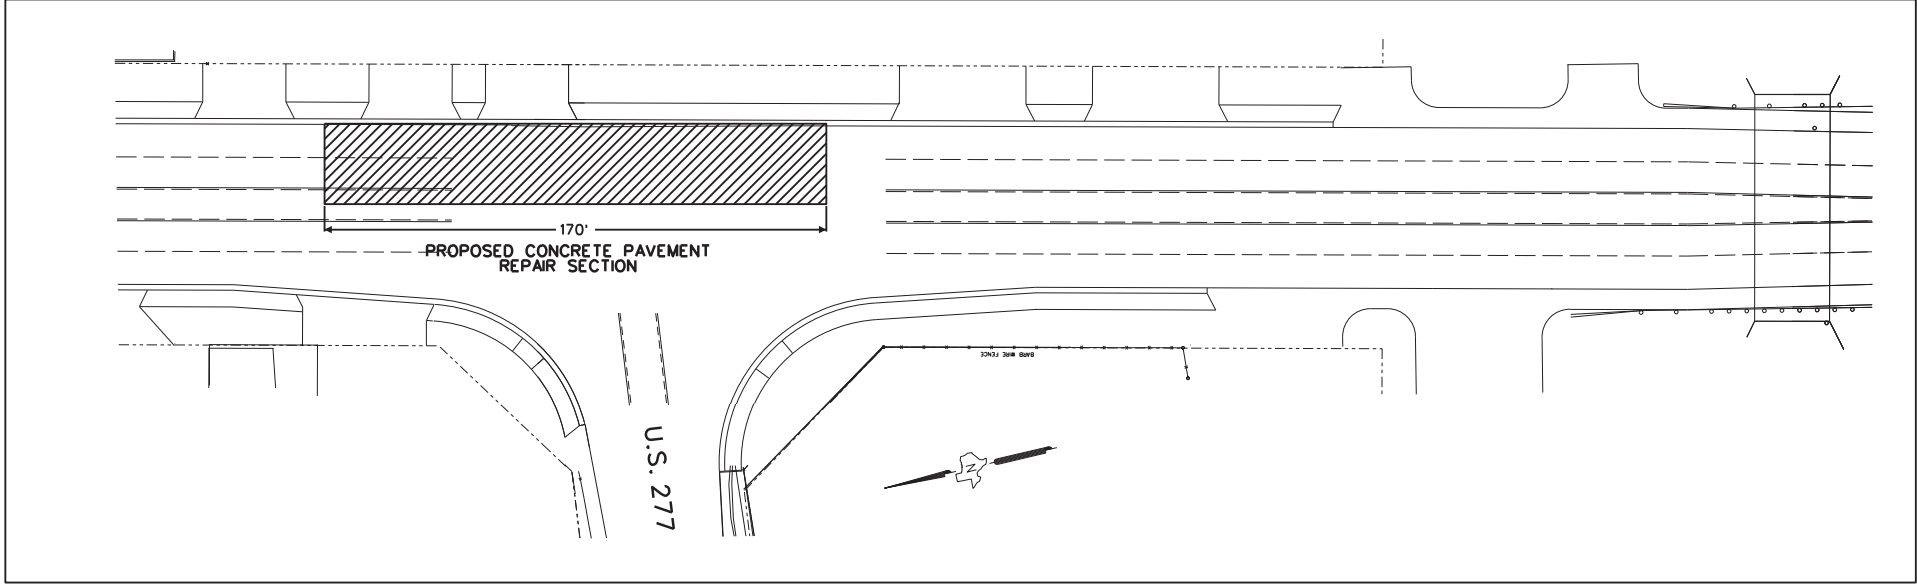 170'
PROPOSED CONCRETE PAVEMENT
REPAIR SECTION
BARB WIRE FENCE
U.S. 277
N